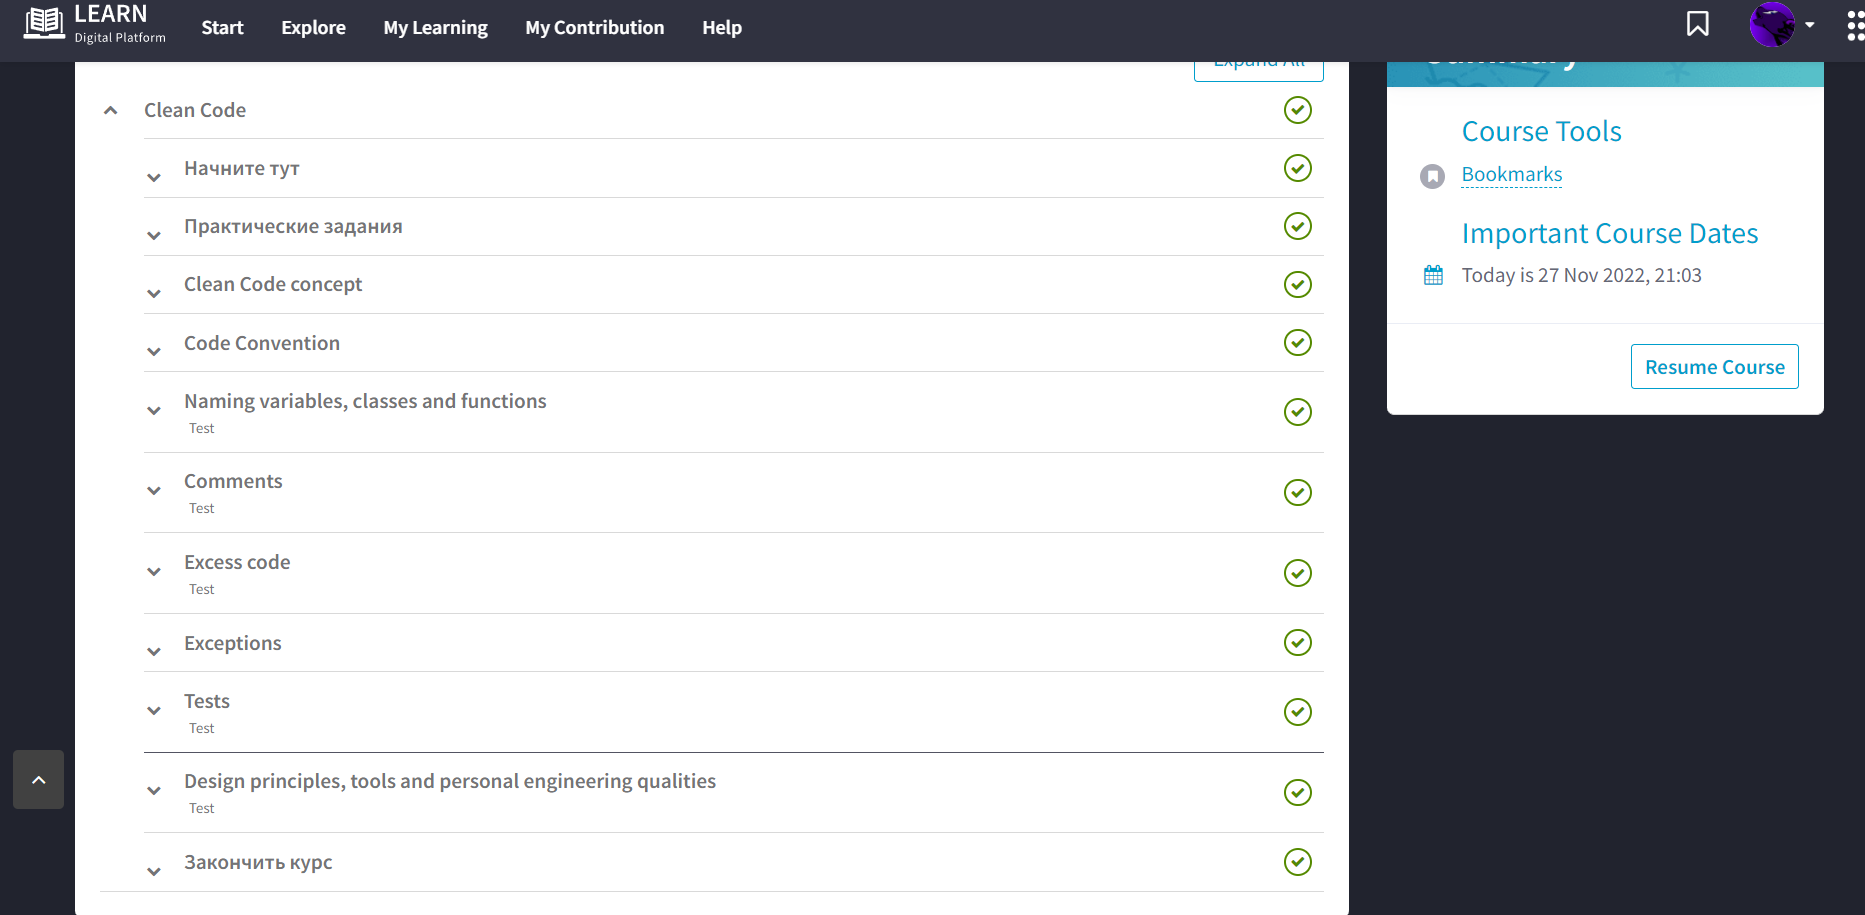 LEARN
Digital Platform
Start
Explore
My Learning
My Contribution
Help
Expand All
Clean Code
Начните тут
Практические задания
Clean Code concept
Code Convention
Naming variables, classes and functions
Test
Comments
Test
Excess code
Test
Exceptions
Tests
Test
Design principles, tools and personal engineering qualities
Test
Закончить курс
Summary
Course Tools
Bookmarks
Important Course Dates
Today is 27 Nov 2022, 21:03
Resume Course